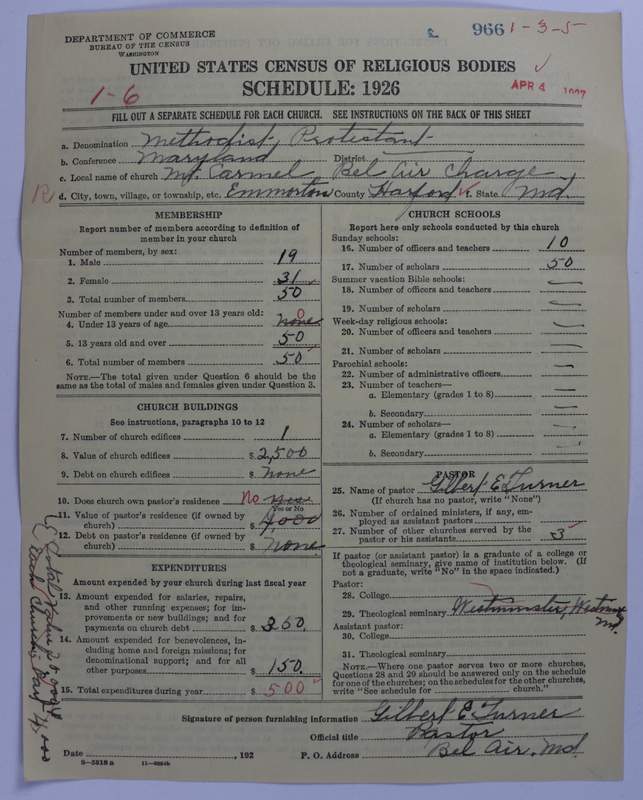 DEPARTMENT OF COMMERCE
BUREAU OF THE CENSUS
WASHINGTON
966 1-3-5
UNITED STATES CENSUS OF RELIGIOUS BODIES
SCHEDULE: 1926
1-6
APR 4
FILL OUT A SEPARATE SCHEDULE FOR EACH CHURCH. SEE INSTRUCTIONS ON THE BACK OF THIS SHEET
a. Denomination Methodist Protestant
b. Conference Maryland District
c. Local name of church Mt. Carmel, Bel Air Charge
R d. City, town, village, or township, etc. Emmorton County Harford f. State Md.
MEMBERSHIP
Report number of members according to definition of
member in your church
Number of members, by sex:
1. Male 19
2. Female 31
3. Total number of members 50
Number of members under and over 13 years old:
4. Under 13 years of age none 0
5. 13 years old and over 50
6. Total number of members 50
NOTE.—The total given under Question 6 should be the
same as the total of males and females given under Question 3.
CHURCH BUILDINGS
See instructions, paragraphs 10 to 12
7. Number of church edifices 1
8. Value of church edifices $ 2,500
9. Debt on church edifices $ none
10. Does church own pastor's residence No yes
Yes or No
11. Value of pastor's residence (if owned by
church) $ 4,000
12. Debt on pastor's residence (if owned by
church) $ none
EXPENDITURES
Amount expended by your church during last fiscal year
13. Amount expended for salaries, repairs,
and other running expenses; for im-
provements or new buildings; and for
payments on church debt $ 350.
14. Amount expended for benevolences, in-
cluding home and foreign missions; for
denominational support; and for all
other purposes $ 150.
15. Total expenditures during year $ 500
CHURCH SCHOOLS
Report here only schools conducted by this church
Sunday schools:
16. Number of officers and teachers 10
17. Number of scholars 50
Summer vacation Bible schools:
18. Number of officers and teachers —
19. Number of scholars —
Week-day religious schools:
20. Number of officers and teachers —
21. Number of scholars —
Parochial schools:
22. Number of administrative officers —
23. Number of teachers—
a. Elementary (grades 1 to 8) —
b. Secondary —
24. Number of scholars—
a. Elementary (grades 1 to 8) —
b. Secondary —
PASTOR
25. Name of pastor Gilbert E. Turner
(If church has no pastor, write "None")
26. Number of ordained ministers, if any, em-
ployed as assistant pastors
27. Number of other churches served by the
pastor or his assistants 3
If pastor (or assistant pastor) is a graduate of a college or
theological seminary, give name of institution below. (If
not a graduate, write "No" in the space indicated.)
Pastor:
28. College
29. Theological seminary Westminster, Md.
Assistant pastor:
30. College
31. Theological seminary
NOTE.—Where one pastor serves two or more churches,
Questions 28 and 29 should be answered only on the schedule
for one of the churches; on the schedules for the other churches,
write "See schedule for church."
Signature of person furnishing information Gilbert E. Turner
Official title Pastor
Date , 192 P. O. Address Bel Air, Md.
8-5518a